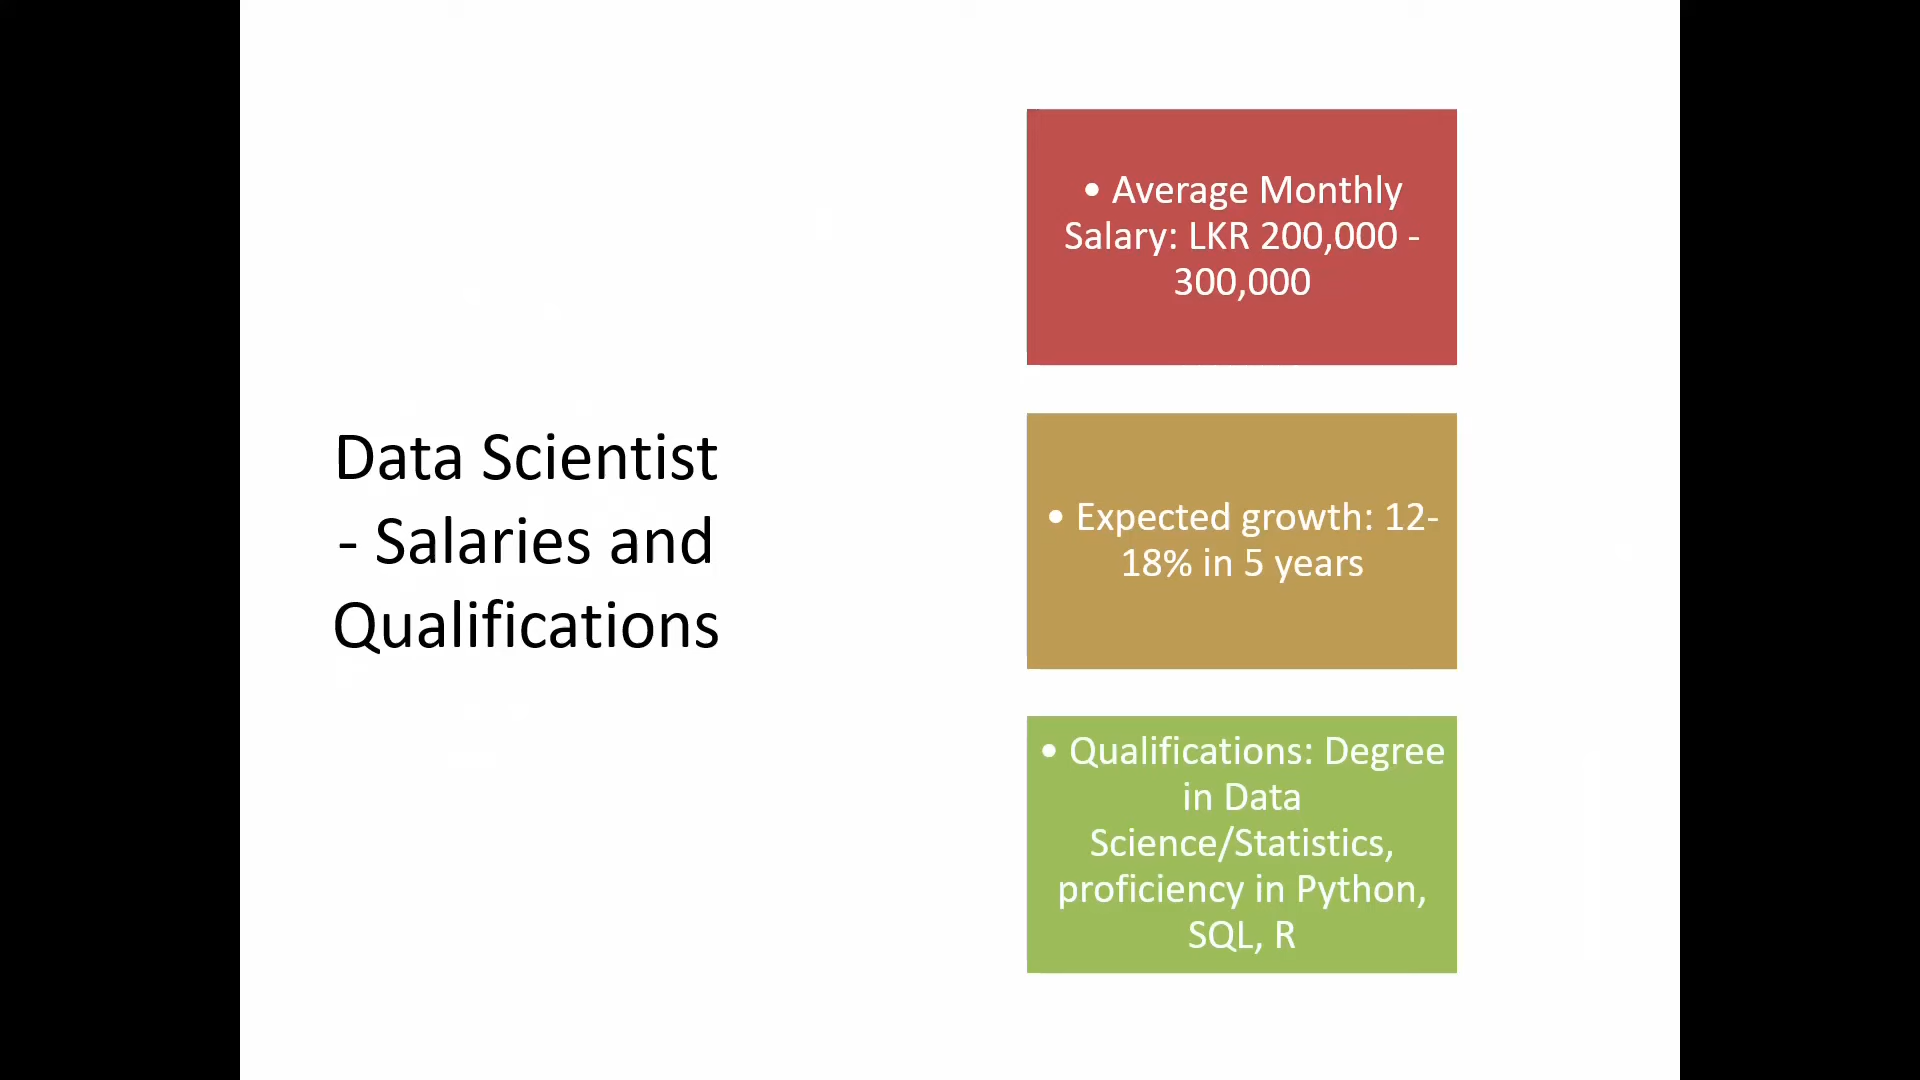 Data Scientist
- Salaries and
Qualifications
• Average Monthly
Salary: LKR 200,000 -
300,000
• Expected growth: 12-
18% in 5 years
• Qualifications: Degree
in Data
Science/Statistics,
proficiency in Python,
SQL, R